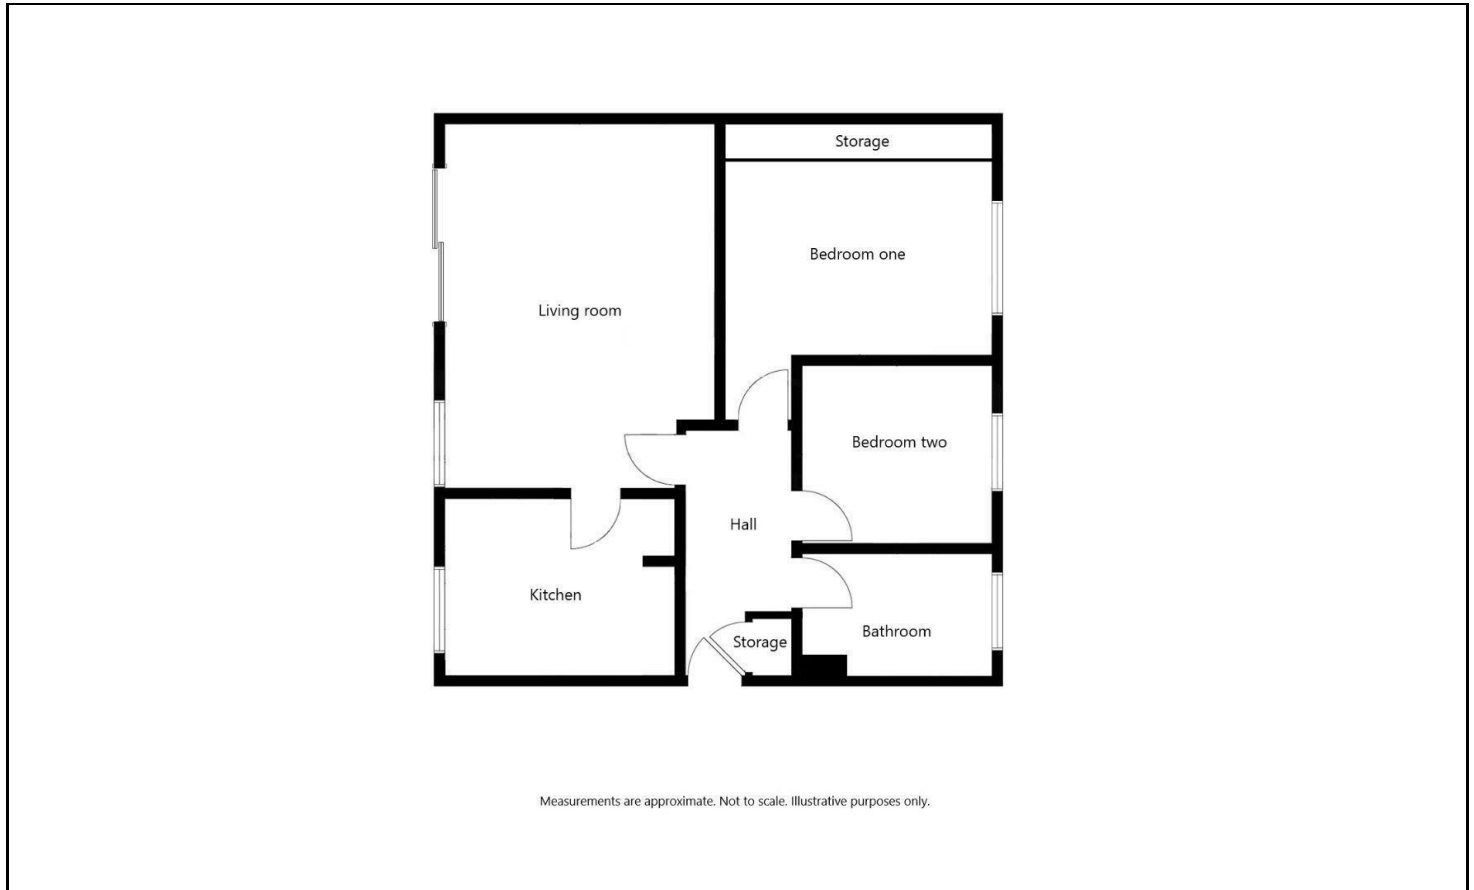 Storage
Bedroom one
Living room
Bedroom two
Hall
Kitchen
Bathroom
Storage
Measurements are approximate. Not to scale. Illustrative purposes only.